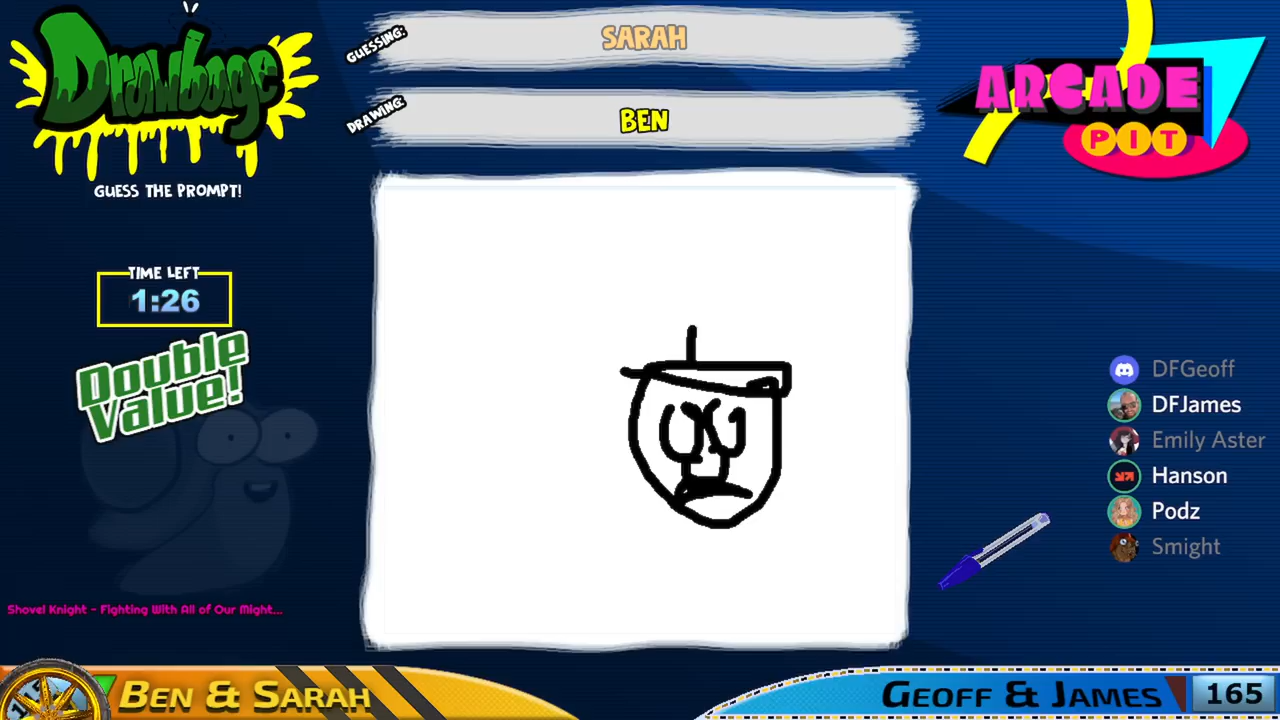 Drawbage
GUESS THE PROMPT!
GUESSING:
SARAH
DRAWING:
BEN
ARCADE
PIT
TIME LEFT
1:26
Double
Value!
DFGeoff
DFJames
Emily Aster
Hanson
Podz
Smight
Shovel Knight - Fighting With All of Our Might...
BEN & SARAH
GEOFF & JAMES
165